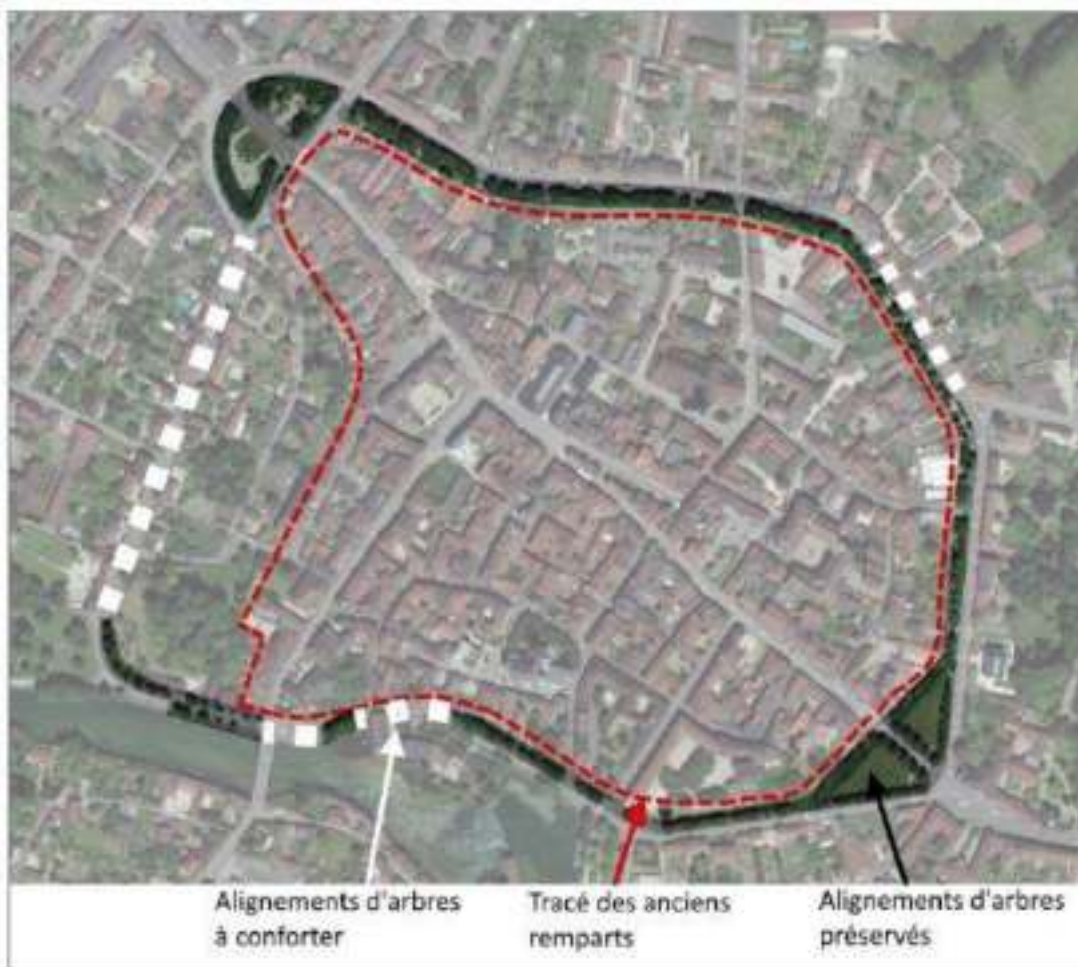 Alignements d'arbres
à conforter
Tracé des anciens
remparts
Alignements d'arbres
préservés